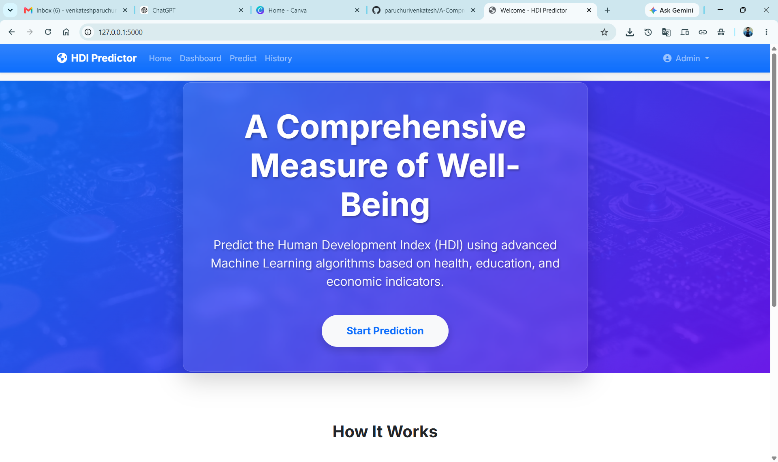 Inbox (6) - venkateshparuchur
ChatGPT
Home - Canva
paruchurivenkatesh/A-Compr
Welcome - HDI Predictor
Ask Gemini
127.0.0.1:5000
HDI Predictor
Home
Dashboard
Predict
History
Admin
A Comprehensive
Measure of Well-
Being
Predict the Human Development Index (HDI) using advanced
Machine Learning algorithms based on health, education, and
economic indicators.
Start Prediction
How It Works